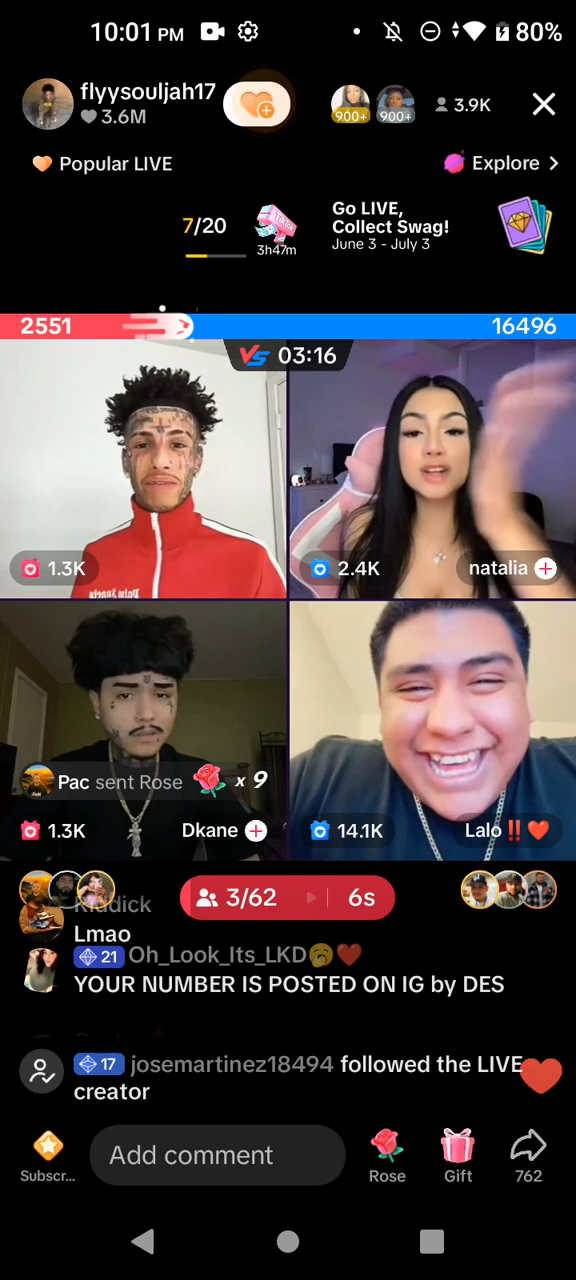 10:01 PM
80%
flyysouljah17
3.6M
900+
900+
3.9K
Popular LIVE
Explore >
7/20
TikTok
3h47m
Go LIVE,
Collect Swag!
June 3 - July 3
2551
16496
VS 03:16
1.3K
2.4K
natalia
Pac sent Rose x 9
1.3K
Dkane
14.1K
Lalo‼️❤️
3/62
6s
Kiddick
Lmao
21 Oh_Look_Its_LKD🥱❤️
YOUR NUMBER IS POSTED ON IG by DES
17 josemartinez18494 followed the LIVE
creator
Subscr...
Add comment
Rose
Gift
762